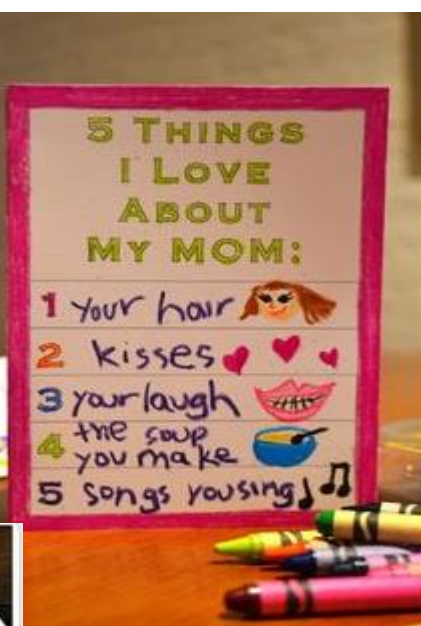 5 THINGS
I LOVE
ABOUT
MY MOM:
1 your hair
2 kisses
3 your laugh
4 the soup
you make
5 songs you sing